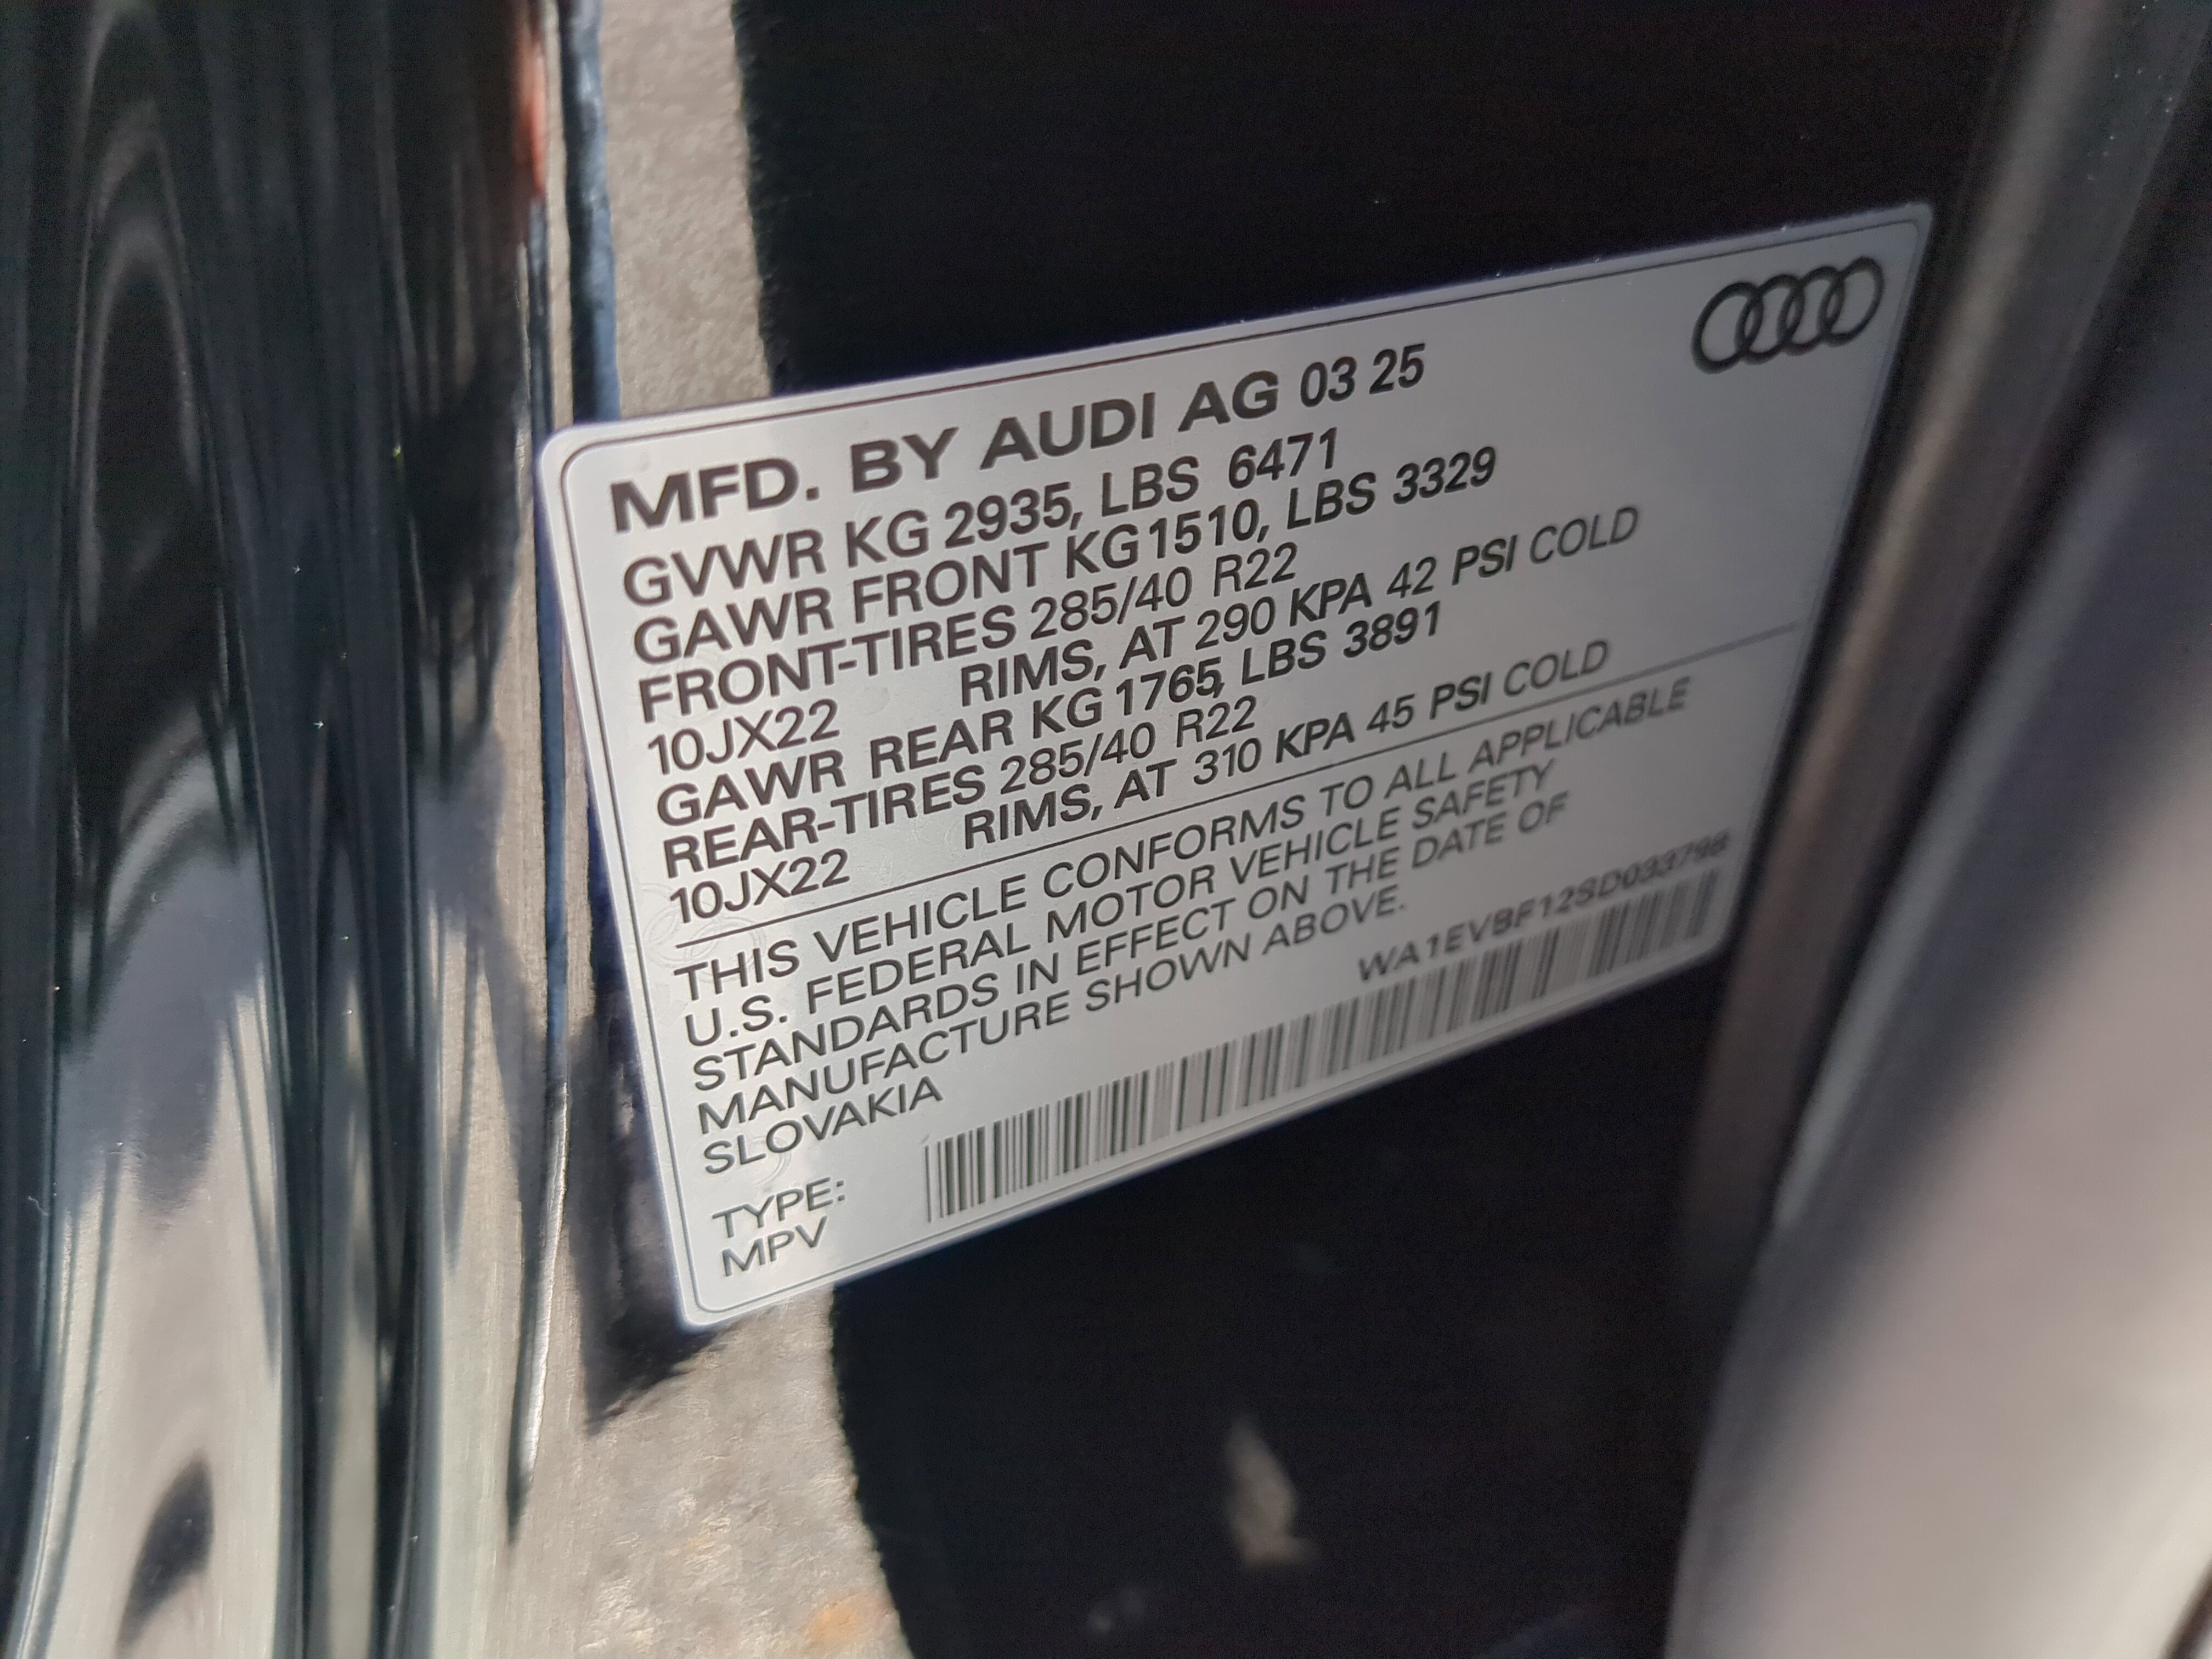 MFD. BY AUDI AG 03 25
GVWR KG 2935, LBS 6471
GAWR FRONT KG 1510, LBS 3329
FRONT-TIRES 285/40 R22
10JX22 RIMS, AT 290 KPA 42 PSI COLD
GAWR REAR KG 1765, LBS 3891
REAR-TIRES 285/40 R22
10JX22 RIMS, AT 310 KPA 45 PSI COLD
THIS VEHICLE CONFORMS TO ALL APPLICABLE
U.S. FEDERAL MOTOR VEHICLE SAFETY
STANDARDS IN EFFECT ON THE DATE OF
MANUFACTURE SHOWN ABOVE.
SLOVAKIA
WA1EVBF12SD033798
TYPE:
MPV